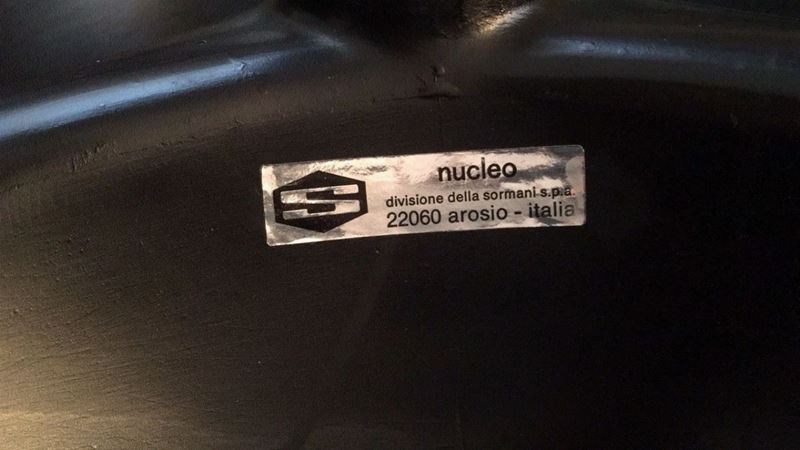 nucleo
divisione della sormani s.p.a.
22060 arosio - italia